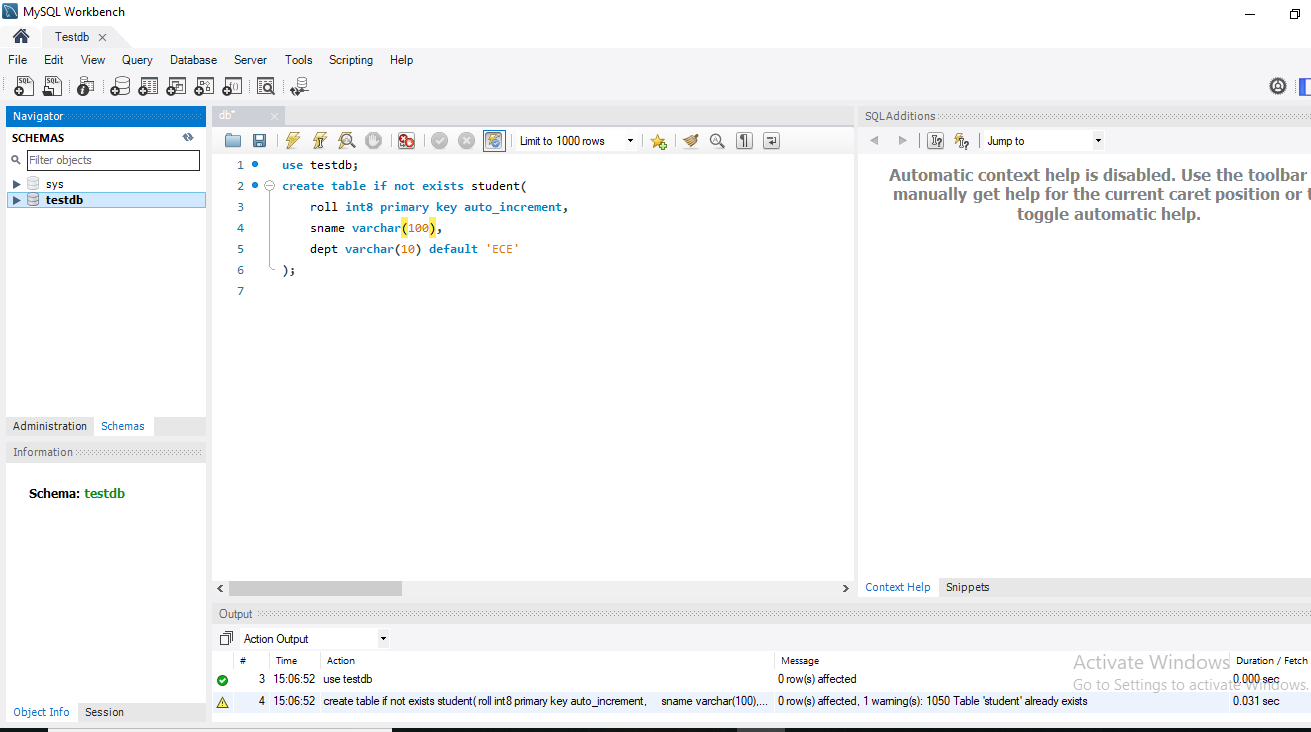 MySQL Workbench
Testdb
File Edit View Query Database Server Tools Scripting Help
Navigator
SCHEMAS
Filter objects
sys
testdb
Administration Schemas
Information
Schema: testdb
Object Info Session
db*
Limit to 1000 rows
1 use testdb;
2 create table if not exists student(
3 roll int8 primary key auto_increment,
4 sname varchar(100),
5 dept varchar(10) default 'ECE'
6 );
7
SQLAdditions
Jump to
Automatic context help is disabled. Use the toolbar
manually get help for the current caret position or t
toggle automatic help.
Context Help Snippets
Output
Action Output
# Time Action Message Duration / Fetch
3 15:06:52 use testdb 0 row(s) affected 0.000 sec
4 15:06:52 create table if not exists student( roll int8 primary key auto_increment, sname varchar(100),... 0 row(s) affected, 1 warning(s): 1050 Table 'student' already exists 0.031 sec
Activate Windows
Go to Settings to activate Windows.